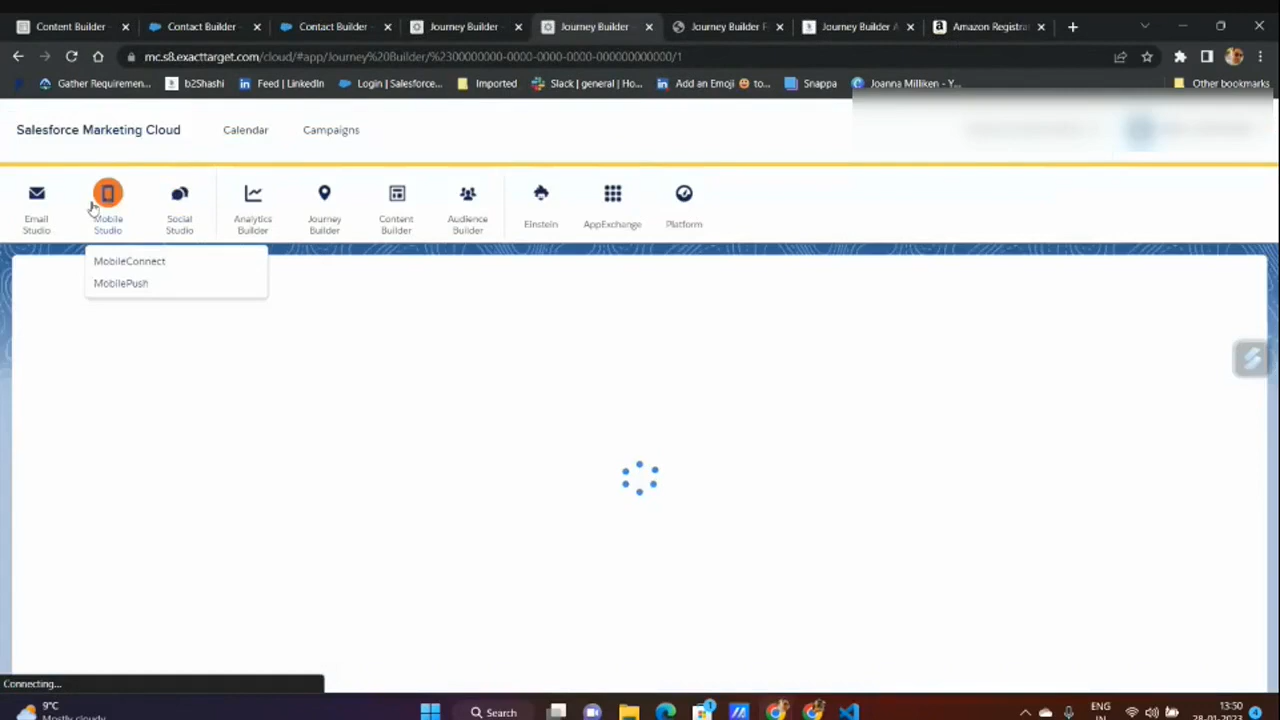 Content Builder
Contact Builder
Contact Builder
Journey Builder
Journey Builder
Journey Builder F
Journey Builder A
Amazon Registra
mc.s8.exacttarget.com/cloud/#app/Journey%20Builder/%2300000000-0000-0000-0000-000000000000/1
Gather Requiremen...
b2Shashi
Feed | LinkedIn
Login | Salesforce...
Imported
Slack | general | Ho...
Add an Emoji 😀 to...
Snappa
Joanna Milliken - Y...
Other bookmarks
Salesforce Marketing Cloud
Calendar
Campaigns
Email
Studio
Mobile
Studio
Social
Studio
Analytics
Builder
Journey
Builder
Content
Builder
Audience
Builder
Einstein
AppExchange
Platform
MobileConnect
MobilePush
Connecting...
9°C
Mostly cloudy
Search
ENG
IN
13:50
28-01-2023
4